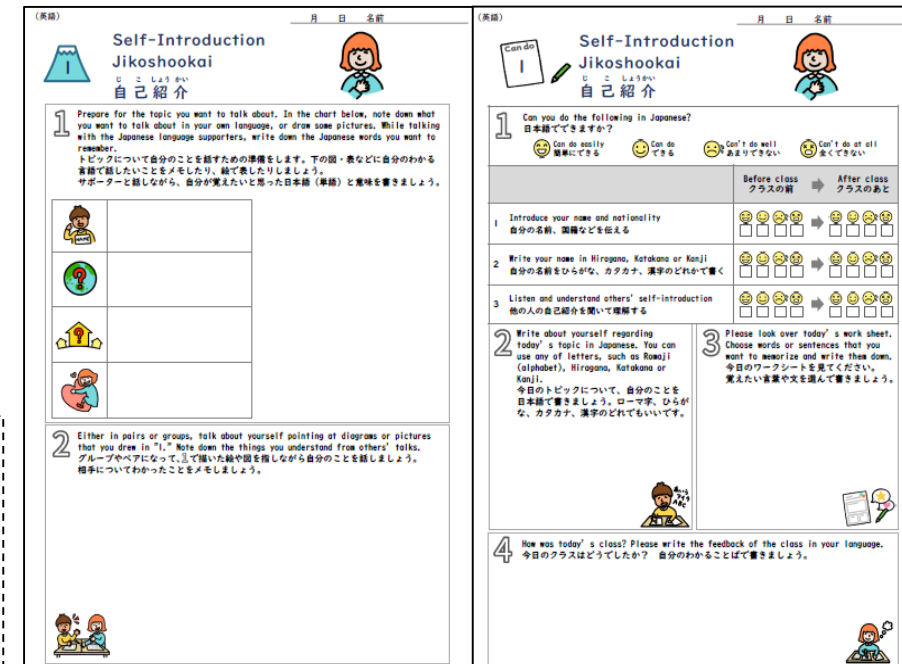 (英語)
月 日 名前
1
Self-Introduction
Jikoshookai
じ こ しょう かい
自己紹介
1
Prepare for the topic you want to talk about. In the chart below, note down what
you want to talk about in your own language, or draw some pictures. While talking
with the Japanese language supporters, write down the Japanese words you want to
remember.
トピックについて自分のことを話すための準備をします。下の図・表などに自分のわかる
言語で話したいことをメモしたり、絵で表したりしましょう。
サポーターと話しながら、自分が覚えたいと思った日本語（単語）と意味を書きましょう。
NAME
?
?
2
Either in pairs or groups, talk about yourself pointing at diagrams or pictures
that you drew in "1." Note down the things you understand from others' talks.
グループやペアになって、1で描いた絵や図を指しながら自分のことを話しましょう。
相手についてわかったことをメモしましょう。
(英語)
月 日 名前
Can do
1
Self-Introduction
Jikoshookai
じ こ しょうかい
自己紹介
1
Can you do the following in Japanese?
日本語でできますか？
Can do easily
簡単にできる
Can do
できる
Can't do well
あまりできない
Can't do at all
全くできない
Before class
クラスの前
After class
クラスのあと
1
Introduce your name and nationality
自分の名前、国籍などを伝える
2
Write your name in Hiragana, Katakana or Kanji
自分の名前をひらがな、カタカナ、漢字のどれかで書く
3
Listen and understand others' self-introduction
他の人の自己紹介を聞いて理解する
2
Write about yourself regarding
today's topic in Japanese. You can
use any of letters, such as Romaji
(alphabet), Hiragana, Katakana or
Kanji.
今日のトピックについて、自分のことを
日本語で書きましょう。ローマ字、ひらが
な、カタカナ、漢字のどれでもいいです。
あいう
アイウ
ABC
3
Please look over today's work sheet.
Choose words or sentences that you
want to memorize and write them down.
今日のワークシートを見てください。
覚えたい言葉や文を選んで書きましょう。
4
How was today's class? Please write the feedback of the class in your language.
今日のクラスはどうでしたか？ 自分のわかることばで書きましょう。